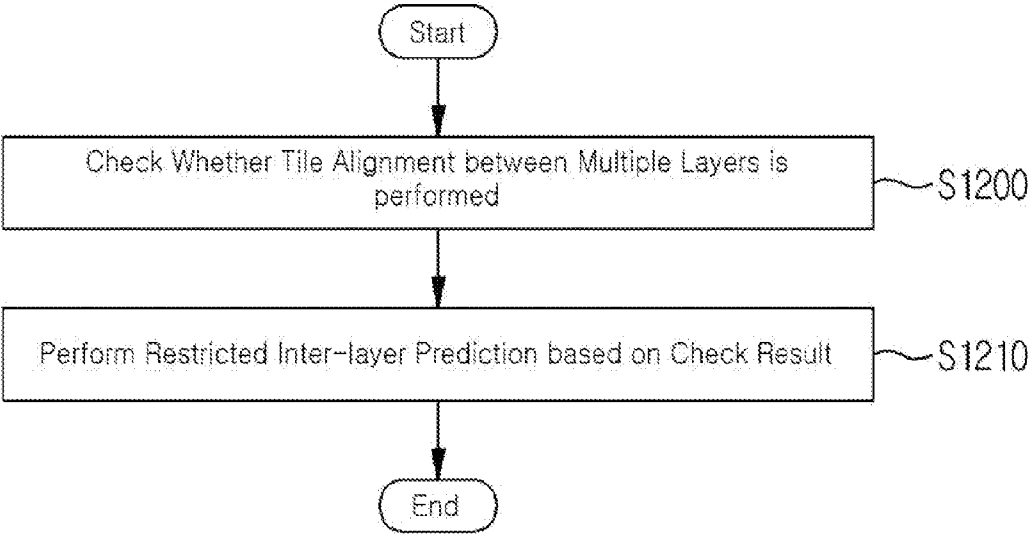 Start
Check Whether Tile Alignment between Multiple Layers is
performed
S1200
Perform Restricted Inter-layer Prediction based on Check Result
S1210
End